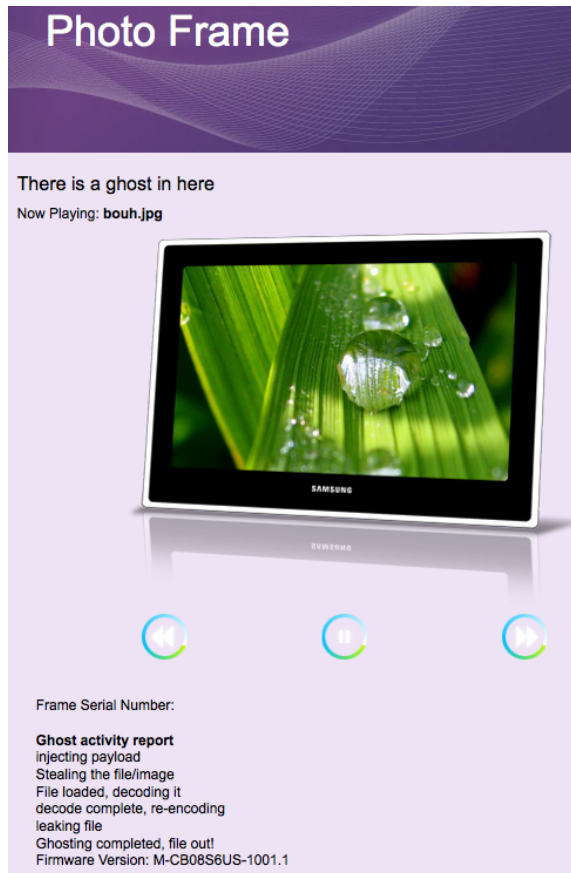 Photo Frame
There is a ghost in here
Now Playing: bouh.jpg
SAMSUNG
SAMSUNG
Frame Serial Number:
Ghost activity report
injecting payload
Stealing the file/image
File loaded, decoding it
decode complete, re-encoding
leaking file
Ghosting completed, file out!
Firmware Version: M-CB08S6US-1001.1